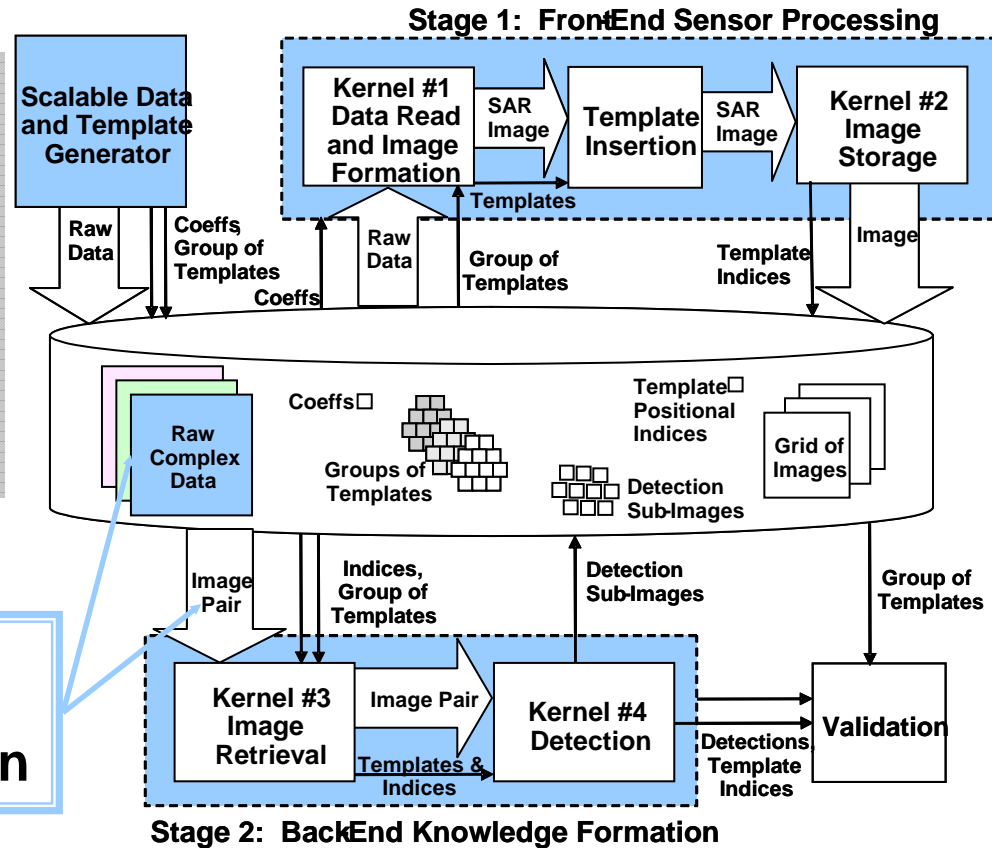 Stage 1: Front-End Sensor Processing
Scalable Data
and Template
Generator
Kernel #1
Data Read
and Image
Formation
SAR
Image
Template
Insertion
SAR
Image
Kernel #2
Image
Storage
Templates
Raw
Data
Coeffs,
Group of
Templates
Coeffs
Raw
Data
Group of
Templates
Template
Indices
Image
Raw
Complex
Data
Coeffs
Groups of
Templates
Template
Positional
Indices
Detection
Sub-Images
Grid of
Images
Image
Pair
Indices,
Group of
Templates
Detection
Sub-Images
Group of
Templates
Kernel #3
Image
Retrieval
Image Pair
Templates &
Indices
Kernel #4
Detection
Detections,
Template
Indices
Validation
n
Stage 2: Back-End Knowledge Formation